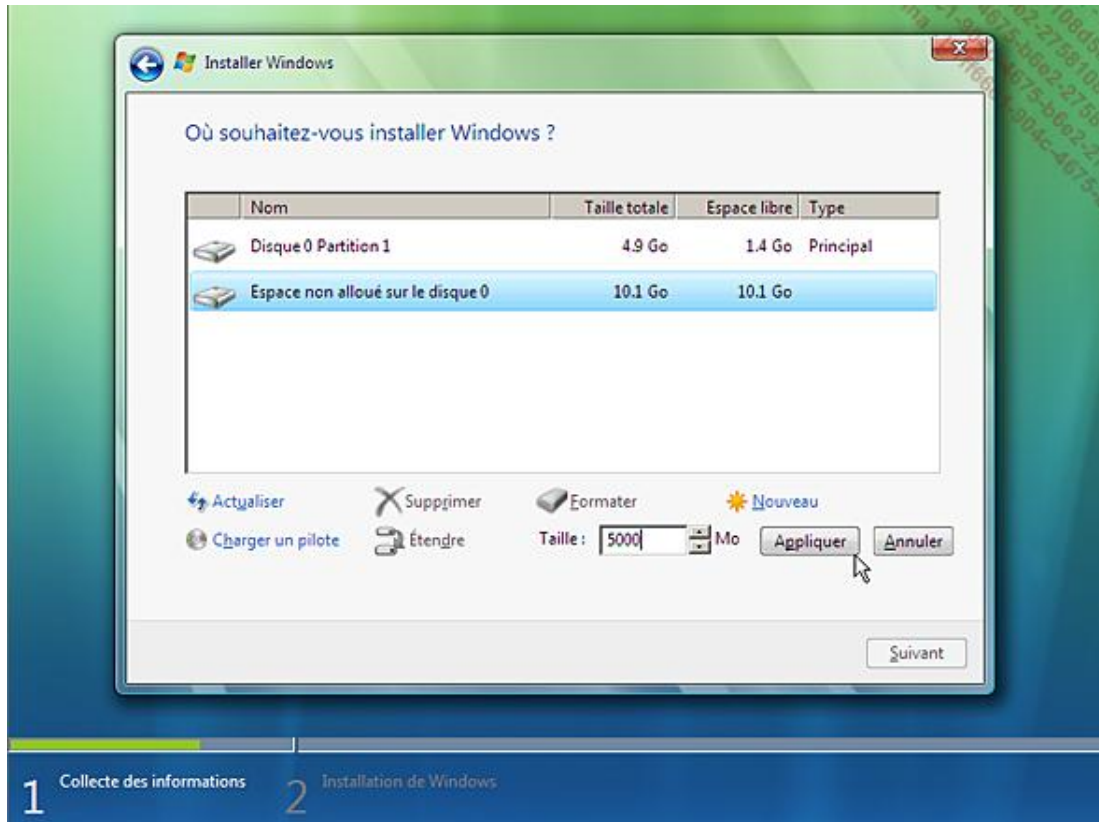 Installer Windows
Où souhaitez-vous installer Windows ?
Nom Taille totale Espace libre Type
Disque 0 Partition 1 4.9 Go 1.4 Go Principal
Espace non alloué sur le disque 0 10.1 Go 10.1 Go
Actualiser Supprimer Formater Nouveau
Charger un pilote Étendre Taille : 5000 Mo Appliquer Annuler
Suivant
1 Collecte des informations 2 Installation de Windows